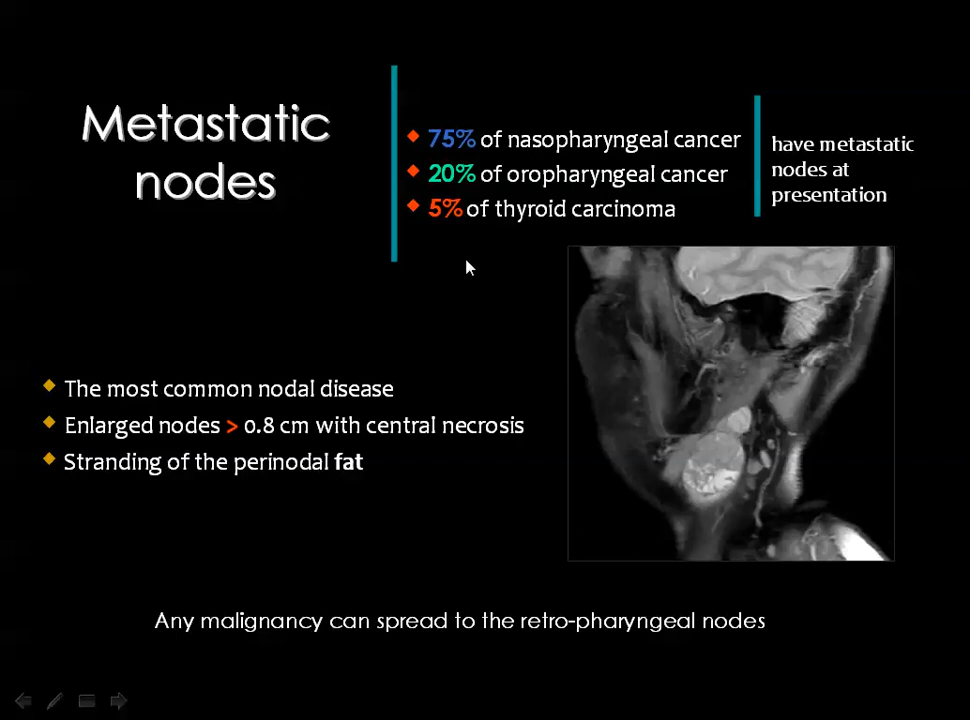 Metastatic
nodes
75% of nasopharyngeal cancer
20% of oropharyngeal cancer
5% of thyroid carcinoma
have metastatic
nodes at
presentation
The most common nodal disease
Enlarged nodes > 0.8 cm with central necrosis
Stranding of the perinodal fat
Any malignancy can spread to the retro-pharyngeal nodes